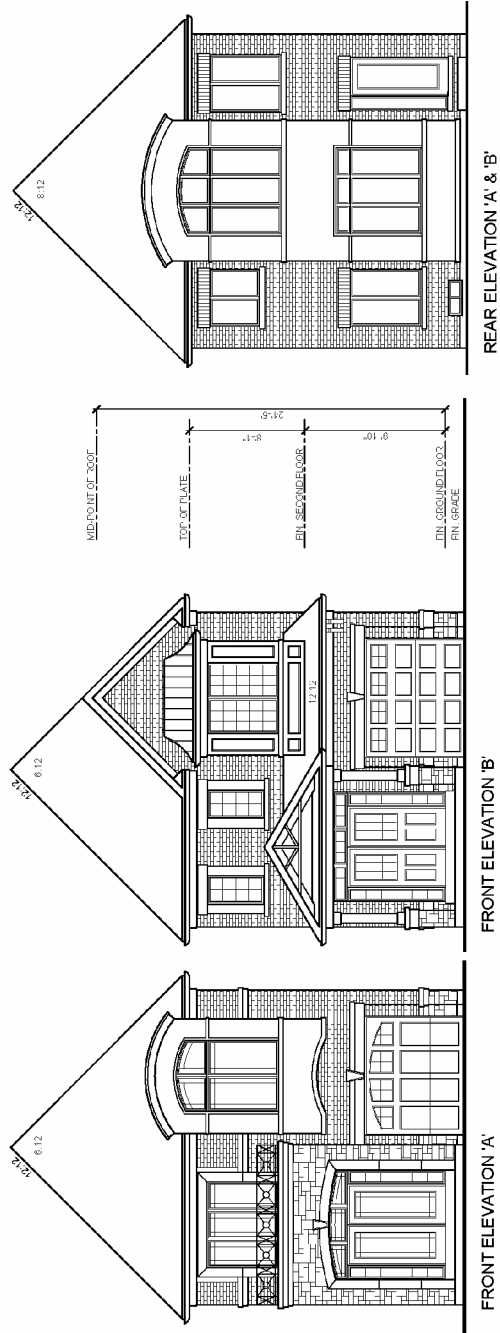 12:12
6:12
FRONT ELEVATION 'A'
12:12
6:12
12:12
FRONT ELEVATION 'B'
MID-POINT OF ROOF
TOP OF PLATE
FIN. SECOND FLOOR
FIN. GROUND FLOOR
FIN. GRADE
24'-5"
8'-1"
9'-10"
12:12
8:12
REAR ELEVATION 'A' & 'B'